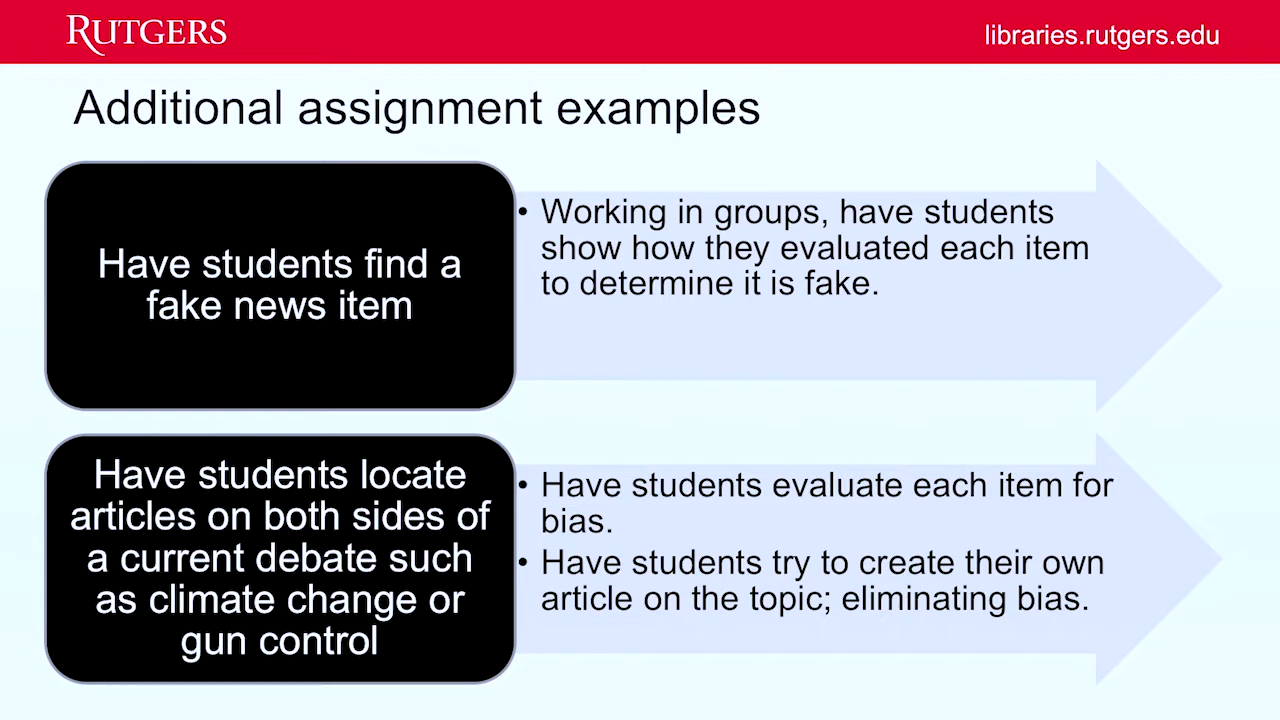 RUTGERS
libraries.rutgers.edu
Additional assignment examples
Have students find a
fake news item
• Working in groups, have students
show how they evaluated each item
to determine it is fake.
Have students locate
articles on both sides of
a current debate such
as climate change or
gun control
• Have students evaluate each item for
bias.
• Have students try to create their own
article on the topic; eliminating bias.